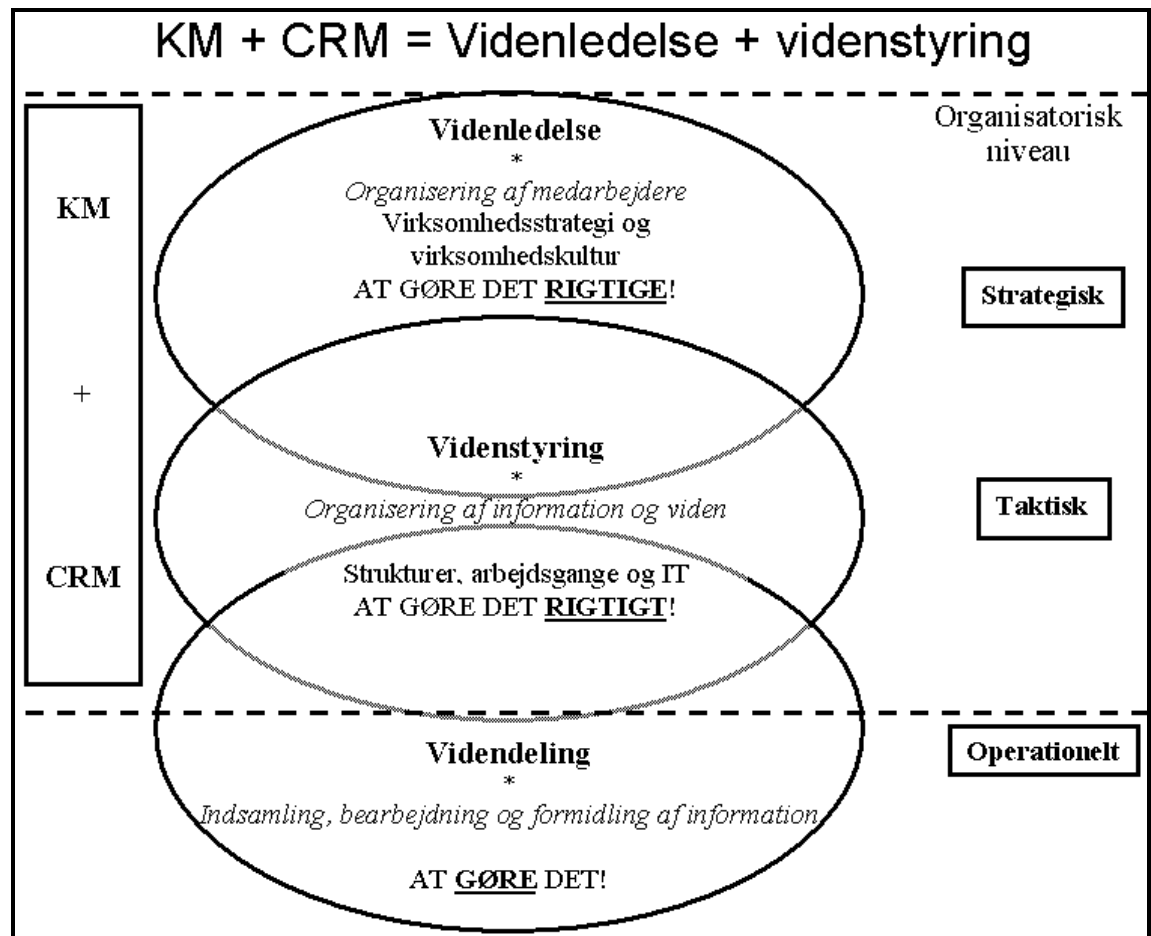 KM + CRM = Videnledelse + videnstyring
Organisatorisk
niveau
KM
+
CRM
Videnledelse
*
Organisering af medarbejdere
Virksomhedsstrategi og
virksomhedskultur
AT GØRE DET RIGTIGE!
Strategisk
Videnstyring
*
Organisering af information og viden
Strukturer, arbejdsgange og IT
AT GØRE DET RIGTIGT!
Taktisk
Videndeling
*
Indsamling, bearbejdning og formidling af information
AT GØRE DET!
Operationelt